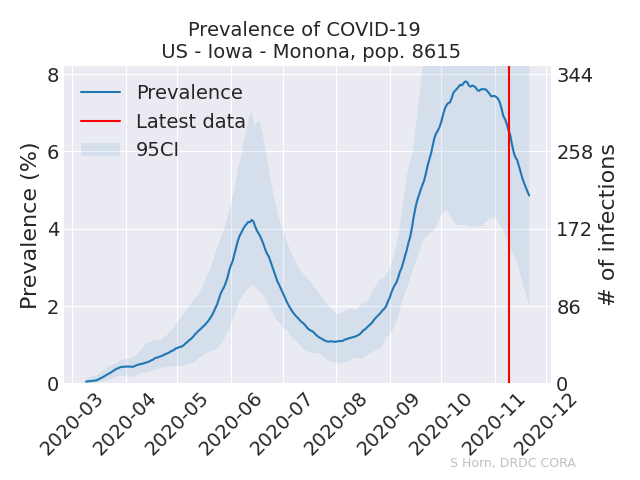 Prevalence of COVID-19
US - Iowa - Monona, pop. 8615
Prevalence
Latest data
95CI
Prevalence (%)
8
6
4
2
0
# of infections
344
258
172
86
0
2020-03
2020-04
2020-05
2020-06
2020-07
2020-08
2020-09
2020-10
2020-11
2020-12
S Horn, DRDC CORA